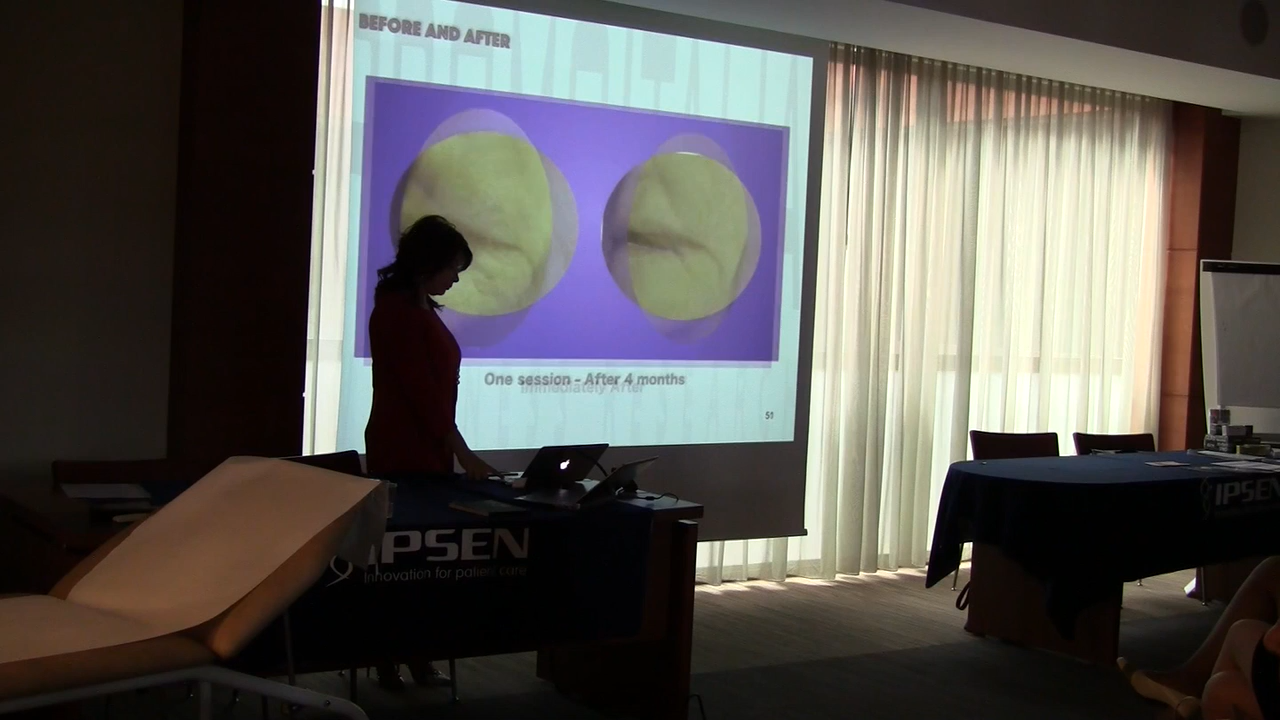 BEFORE AND AFTER
One session - After 4 months
Immediately After
51
IPSEN
Innovation for patient care
IPSEN